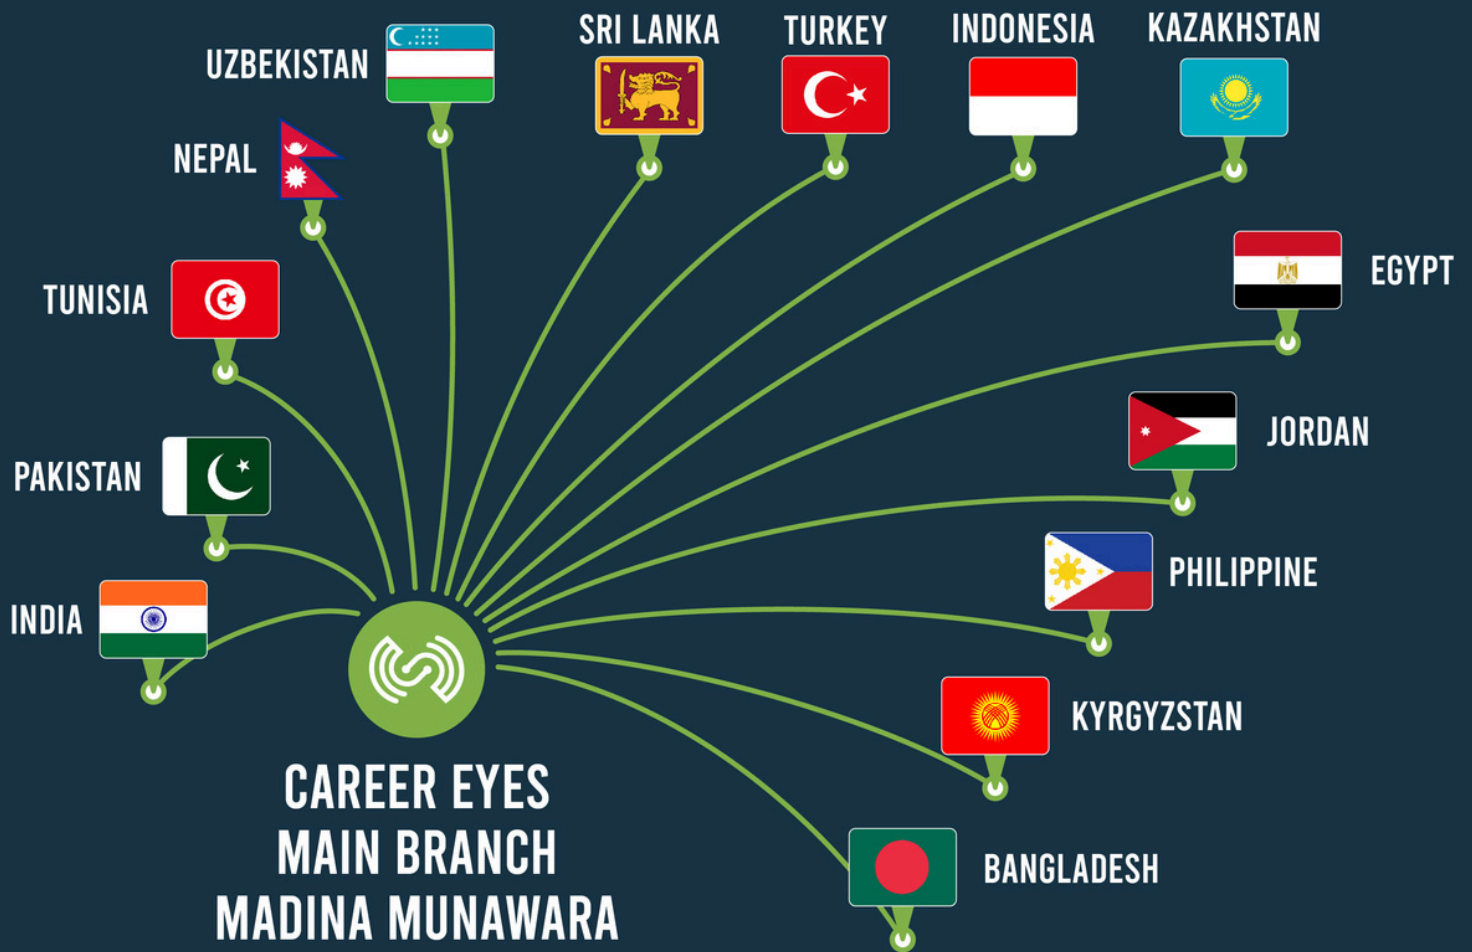 SRI LANKA
TURKEY
INDONESIA
KAZAKHSTAN
UZBEKISTAN
NEPAL
EGYPT
TUNISIA
JORDAN
PAKISTAN
PHILIPPINE
INDIA
KYRGYZSTAN
CAREER EYES
MAIN BRANCH
MADINA MUNAWARA
BANGLADESH